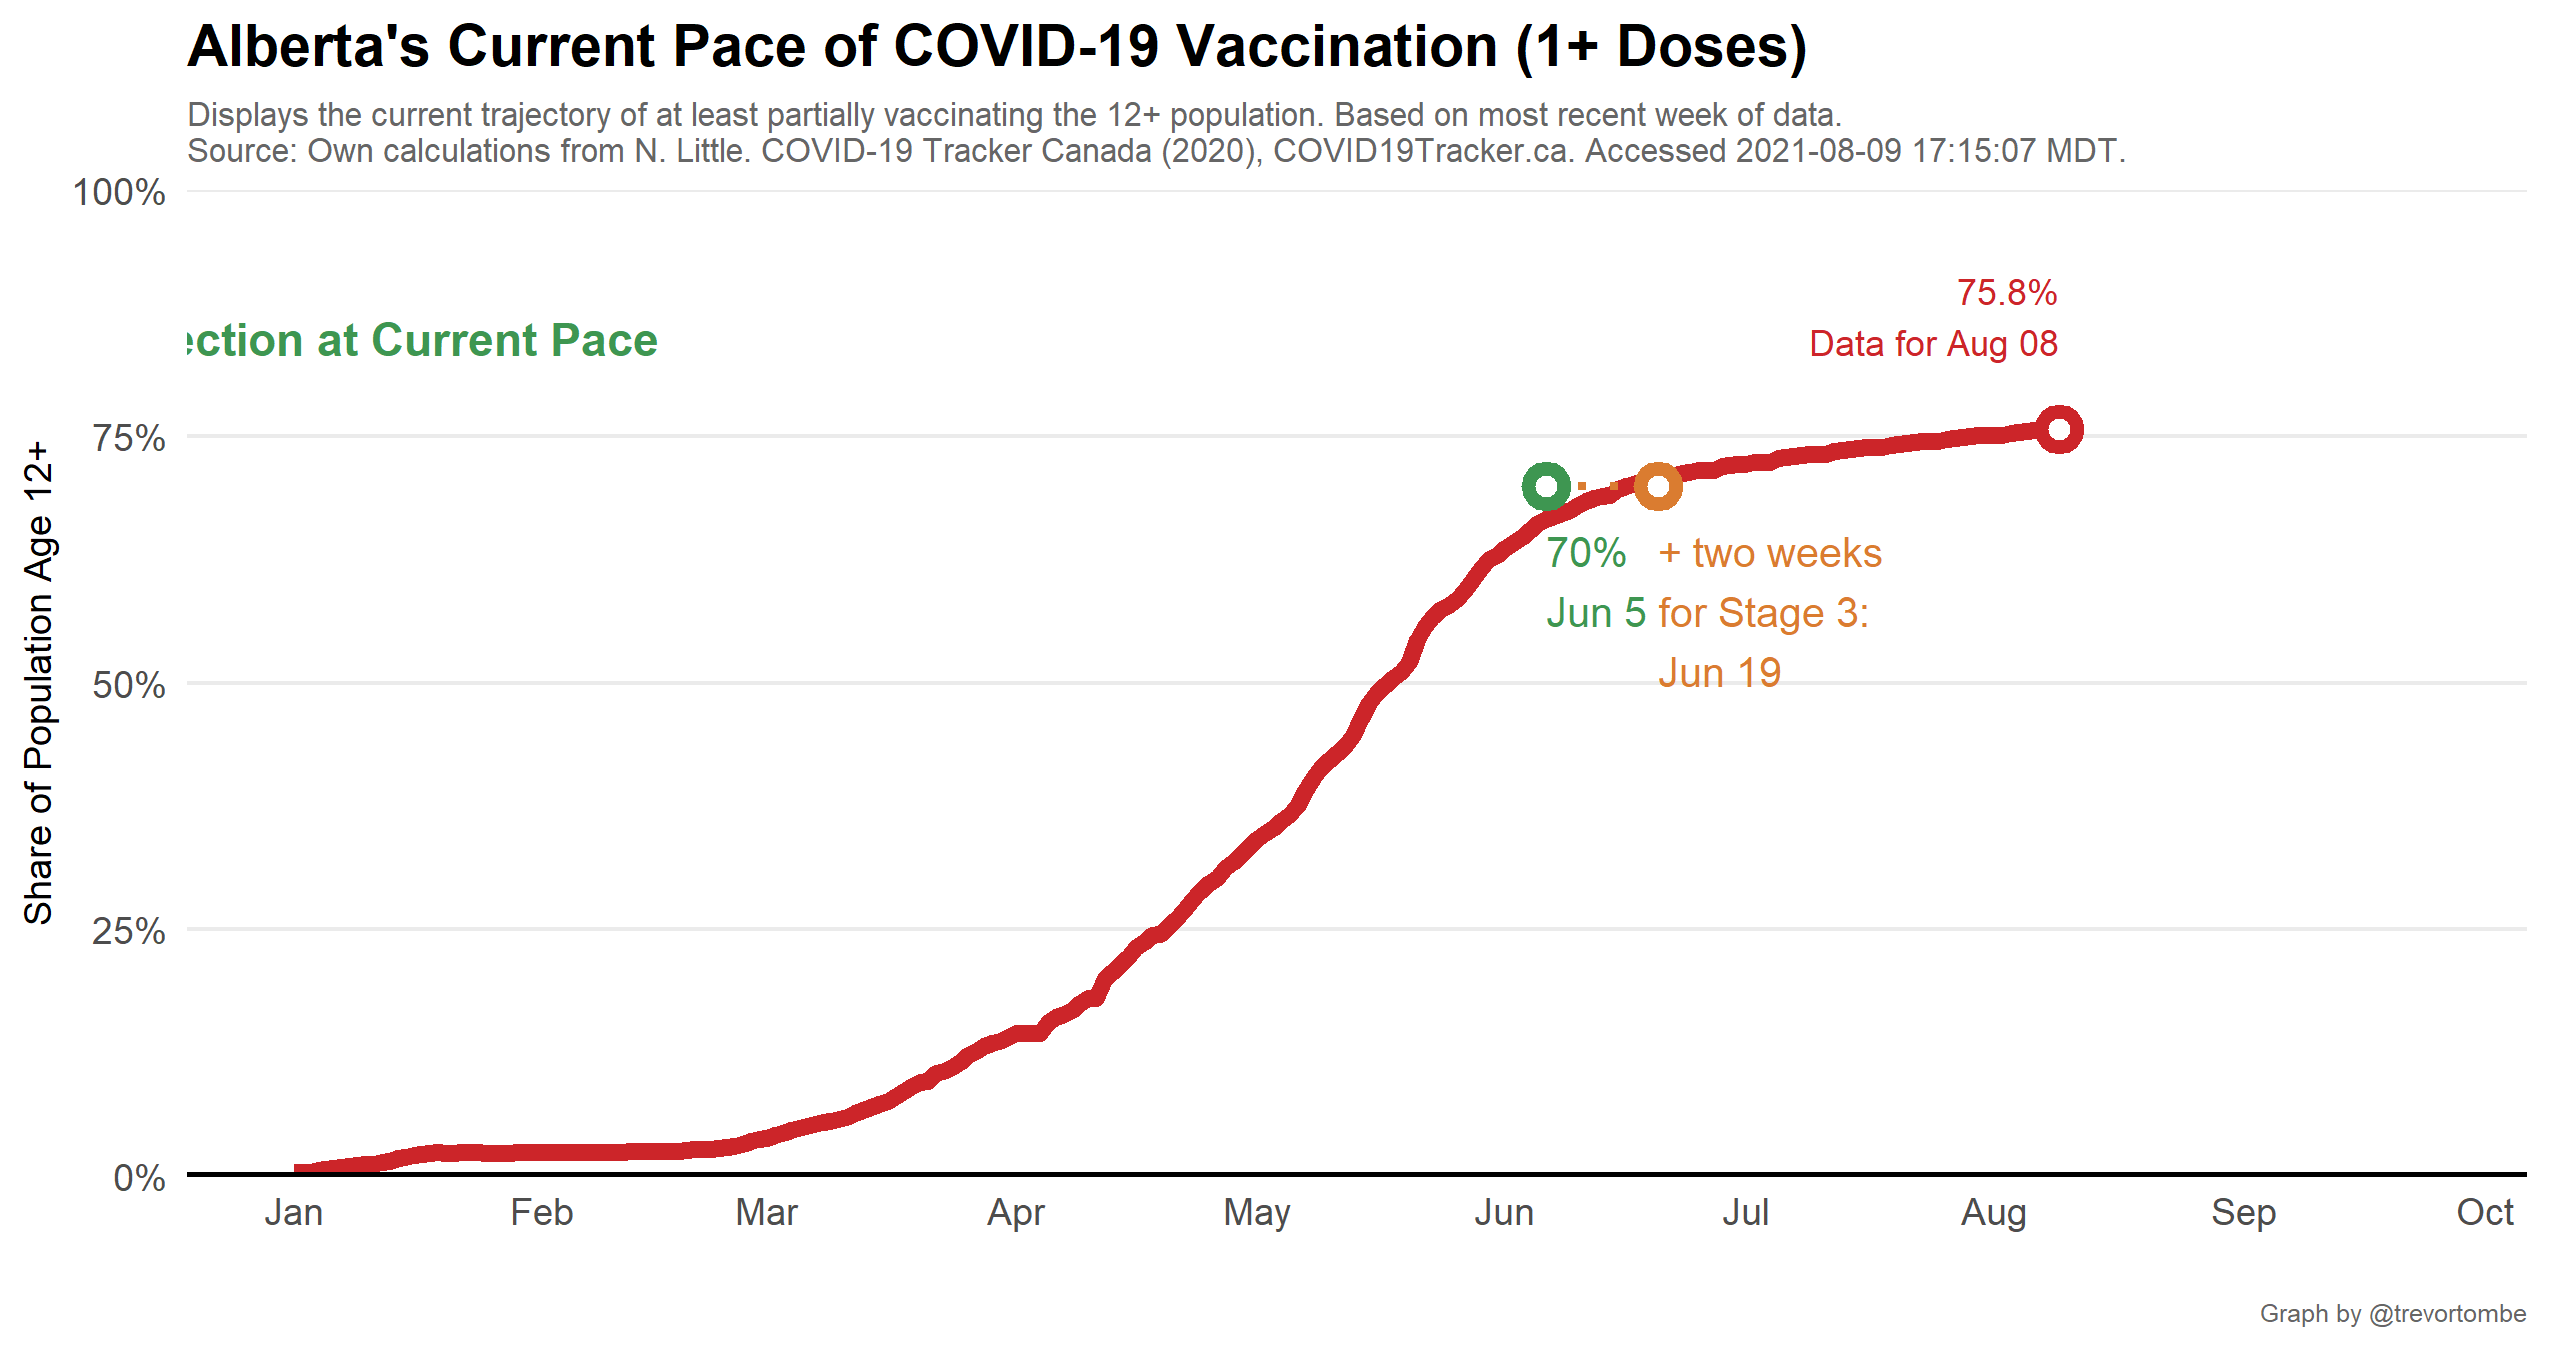 Alberta's Current Pace of COVID-19 Vaccination (1+ Doses)
Displays the current trajectory of at least partially vaccinating the 12+ population. Based on most recent week of data.
Source: Own calculations from N. Little. COVID-19 Tracker Canada (2020), COVID19Tracker.ca. Accessed 2021-08-09 17:15:07 MDT.
100%
75.8%
Data for Aug 08
ection at Current Pace
75%
70%
Jun 5
+ two weeks
for Stage 3:
Jun 19
50%
25%
0%
Share of Population Age 12+
Jan Feb Mar Apr May Jun Jul Aug Sep Oct
Graph by @trevortombe